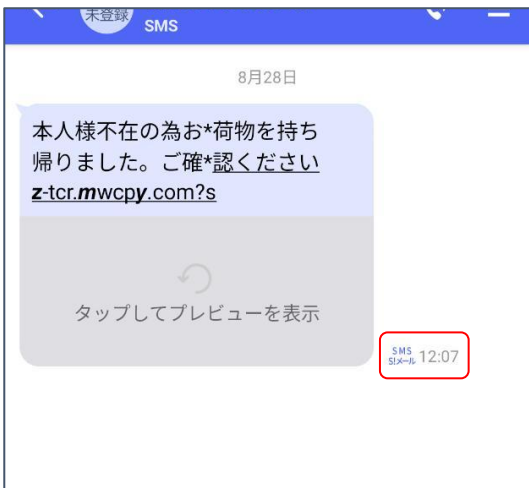 未登録
SMS
8月28日
本人様不在の為お*荷物を持ち
帰りました。ご確*認ください
z-tcr.mwcpy.com?s
タップしてプレビューを表示
SMS
S!メール 12:07